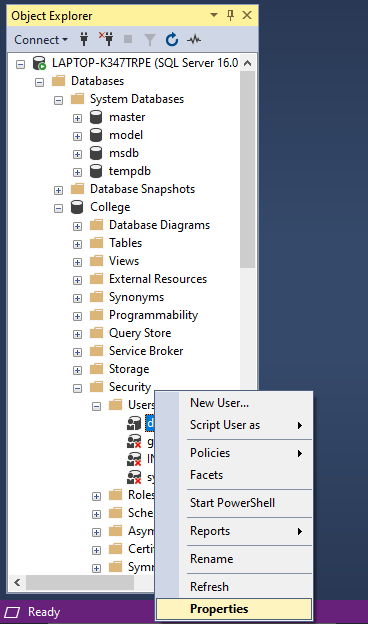 Object Explorer
Connect
LAPTOP-K347TRPE (SQL Server 16.0
Databases
System Databases
master
model
msdb
tempdb
Database Snapshots
College
Database Diagrams
Tables
Views
External Resources
Synonyms
Programmability
Query Store
Service Broker
Storage
Security
Users
d
g
IN
sy
Roles
Sche
Asym
Certi
Symm
New User...
Script User as
Policies
Facets
Start PowerShell
Reports
Rename
Refresh
Properties
Ready